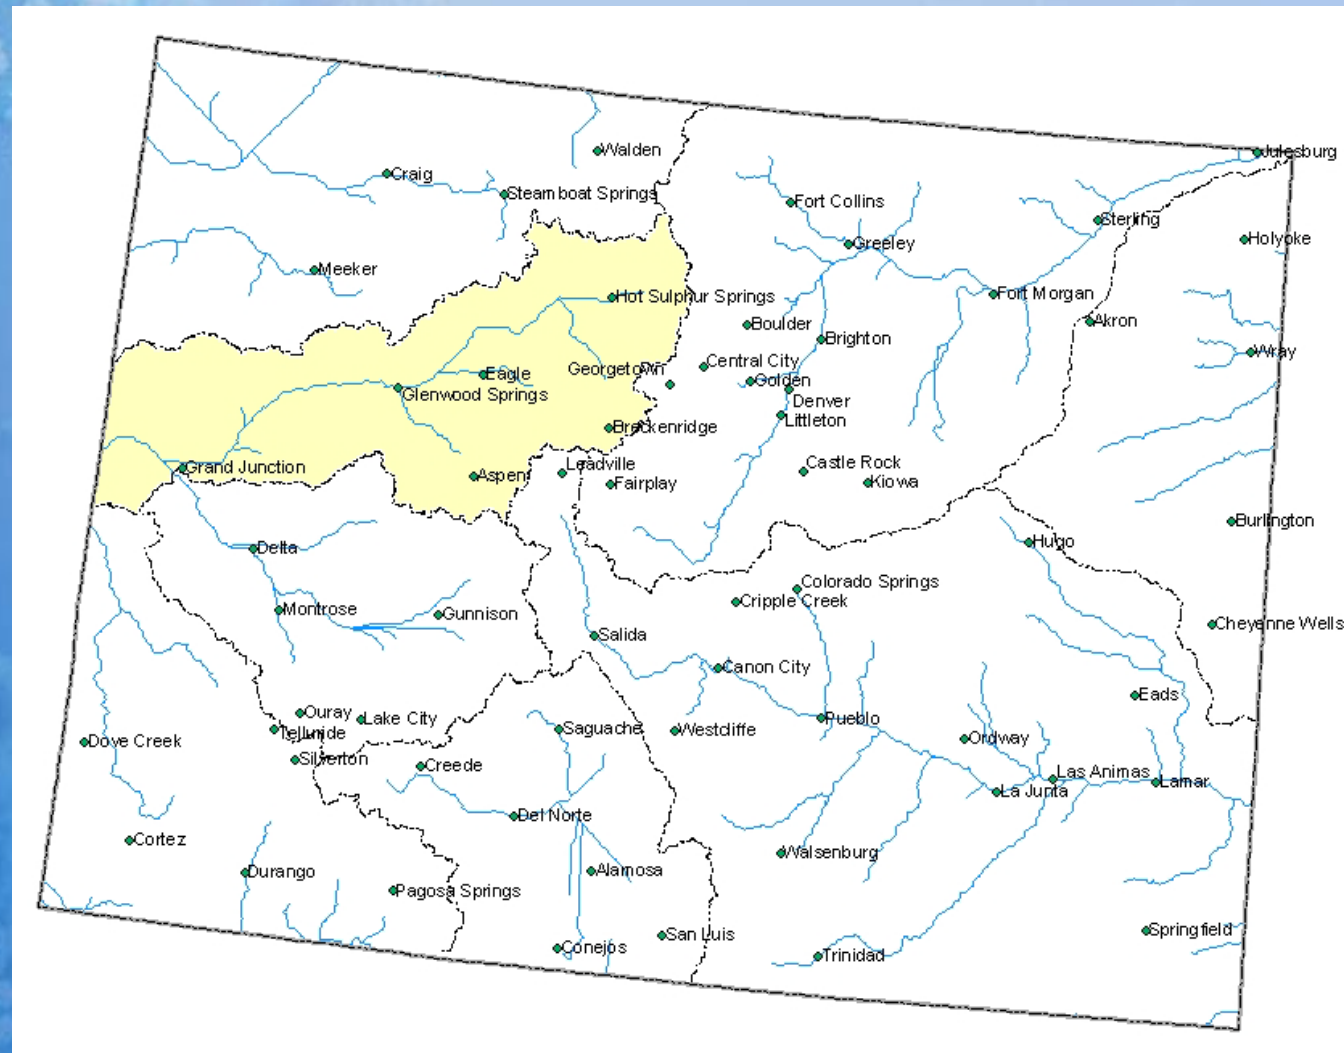 Julesburg
Walden
Craig
Steamboat Springs
Fort Collins
Sterling
Holyoke
Greeley
Meeker
Hot Sulphur Springs
Fort Morgan
Boulder
Akron
Brighton
Wray
Central City
Georgetown
Eagle
Golden
Glenwood Springs
Denver
Littleton
Breckenridge
Grand Junction
Aspen
Leadville
Fairplay
Castle Rock
Kiowa
Burlington
Delta
Hugo
Colorado Springs
Cripple Creek
Montrose
Gunnison
Cheyenne Wells
Salida
Canon City
Eads
Ouray
Lake City
Telluride
Saguache
Westcliffe
Pueblo
Dove Creek
Ordway
Silverton
Creede
Las Animas
La Junta
Lamar
Del Norte
Cortez
Walsenburg
Durango
Alamosa
Pagosa Springs
San Luis
Springfield
Conejos
Trinidad